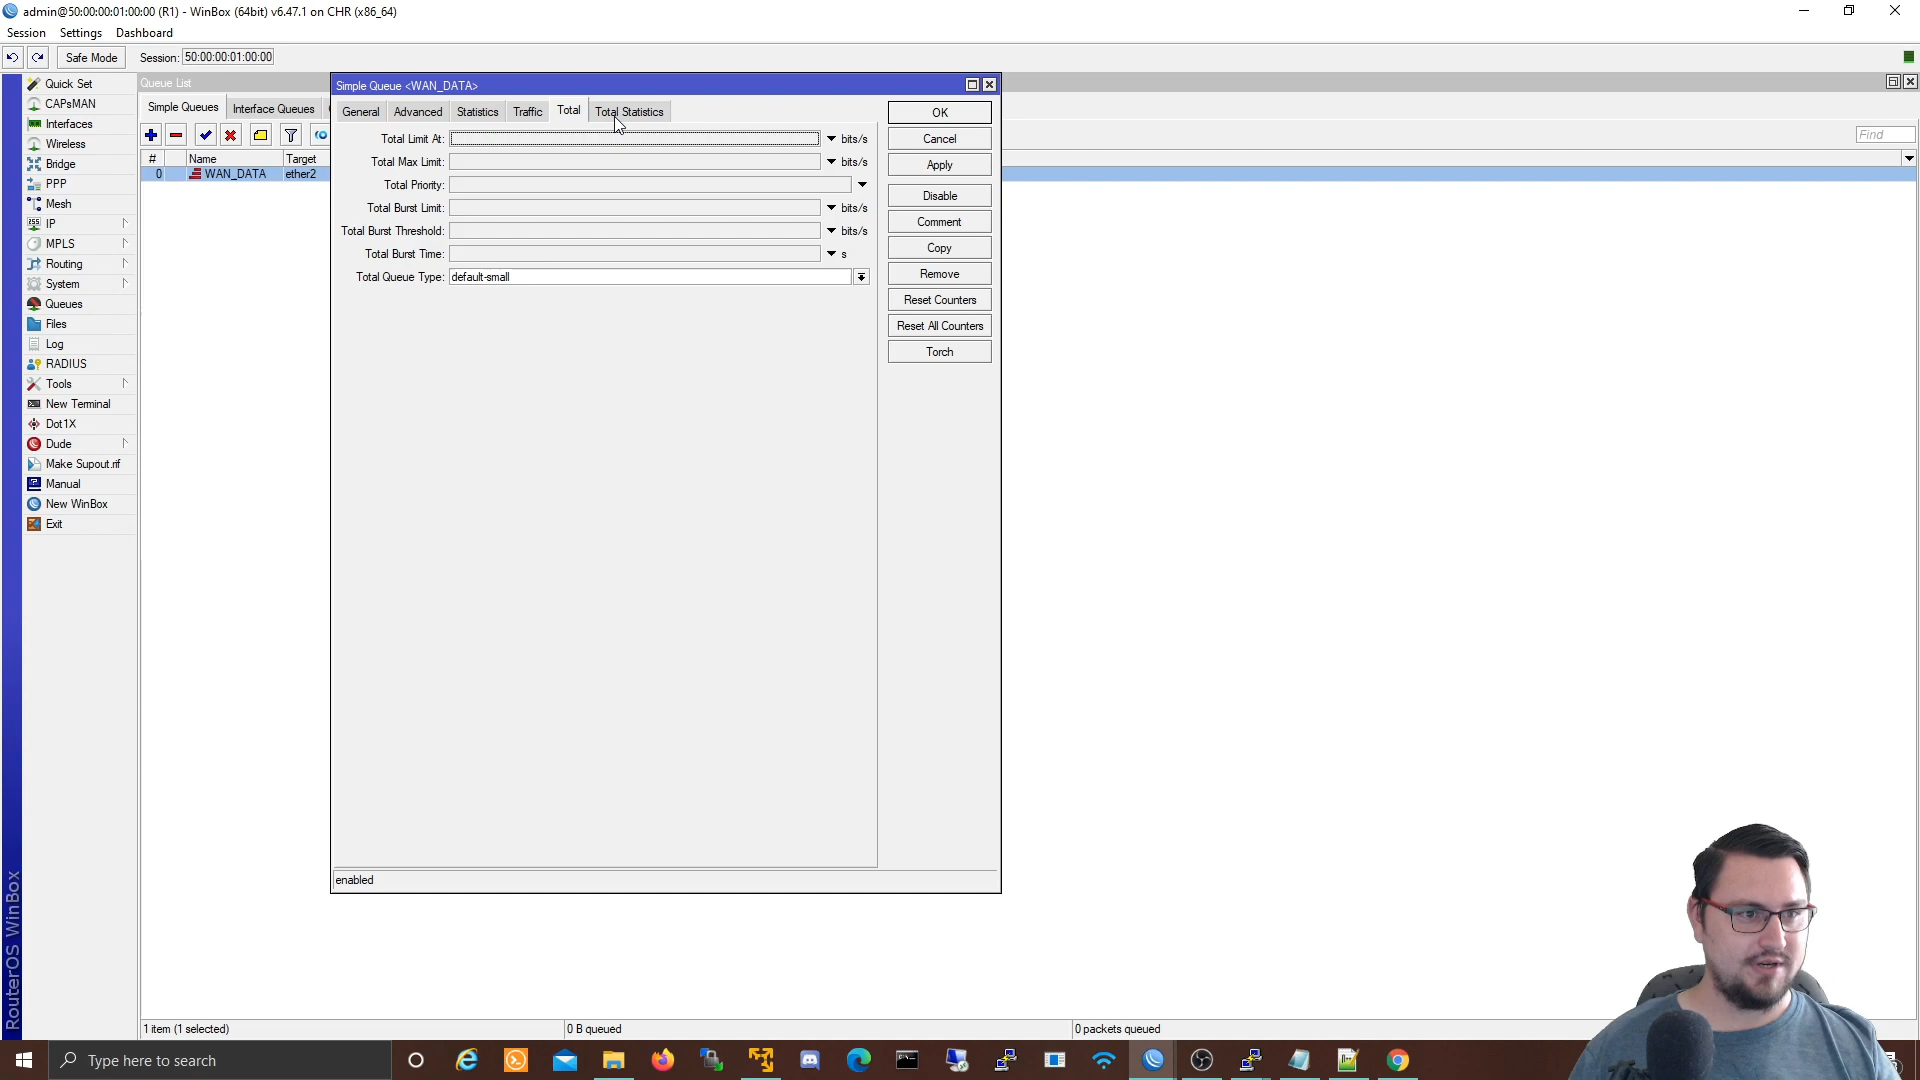 admin@50:00:00:01:00:00 (R1) - WinBox (64bit) v6.47.1 on CHR (x86_64)
Session Settings Dashboard
Safe Mode Session: 50:00:00:01:00:00
Quick Set
CAPsMAN
Interfaces
Wireless
Bridge
PPP
Mesh
IP
MPLS
Routing
System
Queues
Files
Log
RADIUS
Tools
New Terminal
Dot1X
Dude
Make Supout.rif
Manual
New WinBox
Exit
RouterOS WinBox
Queue List
Simple Queues Interface Queues
Find
# Name Target
0 WAN_DATA ether2
Simple Queue <WAN_DATA>
General Advanced Statistics Traffic Total Total Statistics
Total Limit At: bits/s
Total Max Limit: bits/s
Total Priority:
Total Burst Limit: bits/s
Total Burst Threshold: bits/s
Total Burst Time: s
Total Queue Type: default-small
OK
Cancel
Apply
Disable
Comment
Copy
Remove
Reset Counters
Reset All Counters
Torch
enabled
1 item (1 selected) 0 B queued 0 packets queued
Type here to search